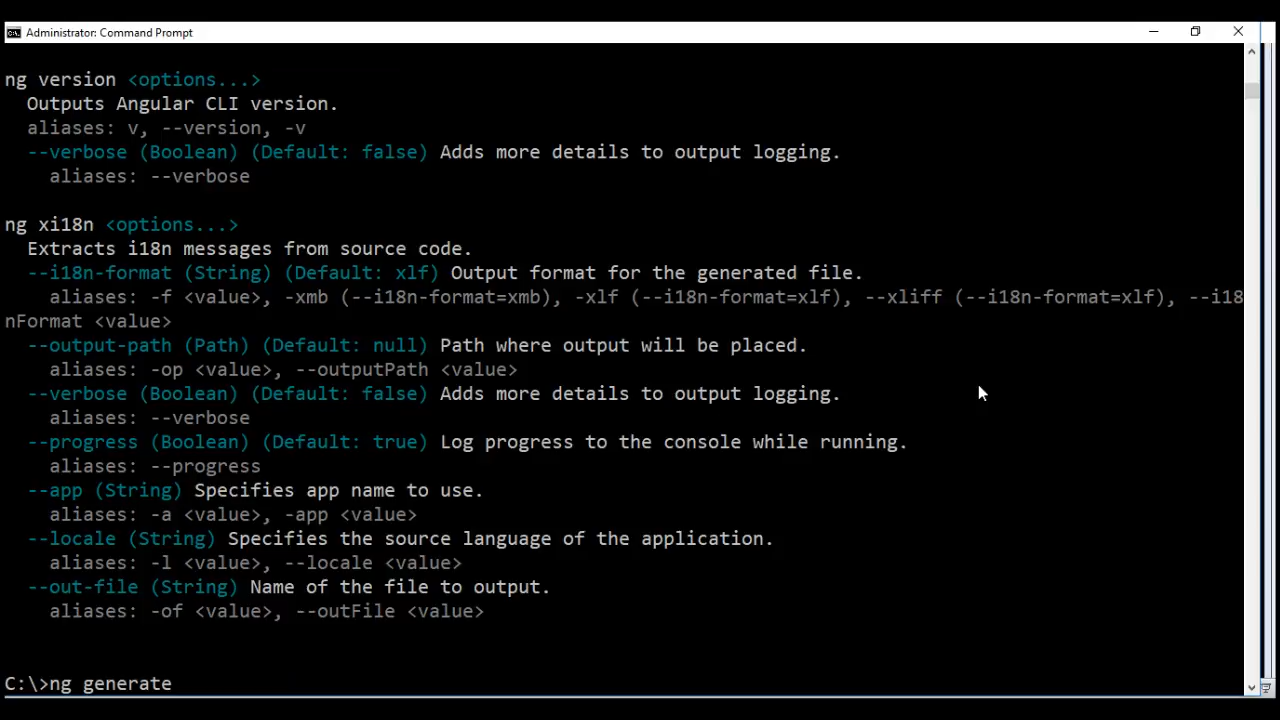 Administrator: Command Prompt
ng version <options...>
  Outputs Angular CLI version.
  aliases: v, --version, -v
  --verbose (Boolean) (Default: false) Adds more details to output logging.
    aliases: --verbose
ng xi18n <options...>
  Extracts i18n messages from source code.
  --i18n-format (String) (Default: xlf) Output format for the generated file.
    aliases: -f <value>, -xmb (--i18n-format=xmb), -xlf (--i18n-format=xlf), --xliff (--i18n-format=xlf), --i18
nFormat <value>
  --output-path (Path) (Default: null) Path where output will be placed.
    aliases: -op <value>, --outputPath <value>
  --verbose (Boolean) (Default: false) Adds more details to output logging.
    aliases: --verbose
  --progress (Boolean) (Default: true) Log progress to the console while running.
    aliases: --progress
  --app (String) Specifies app name to use.
    aliases: -a <value>, -app <value>
  --locale (String) Specifies the source language of the application.
    aliases: -l <value>, --locale <value>
  --out-file (String) Name of the file to output.
    aliases: -of <value>, --outFile <value>
C:\>ng generate